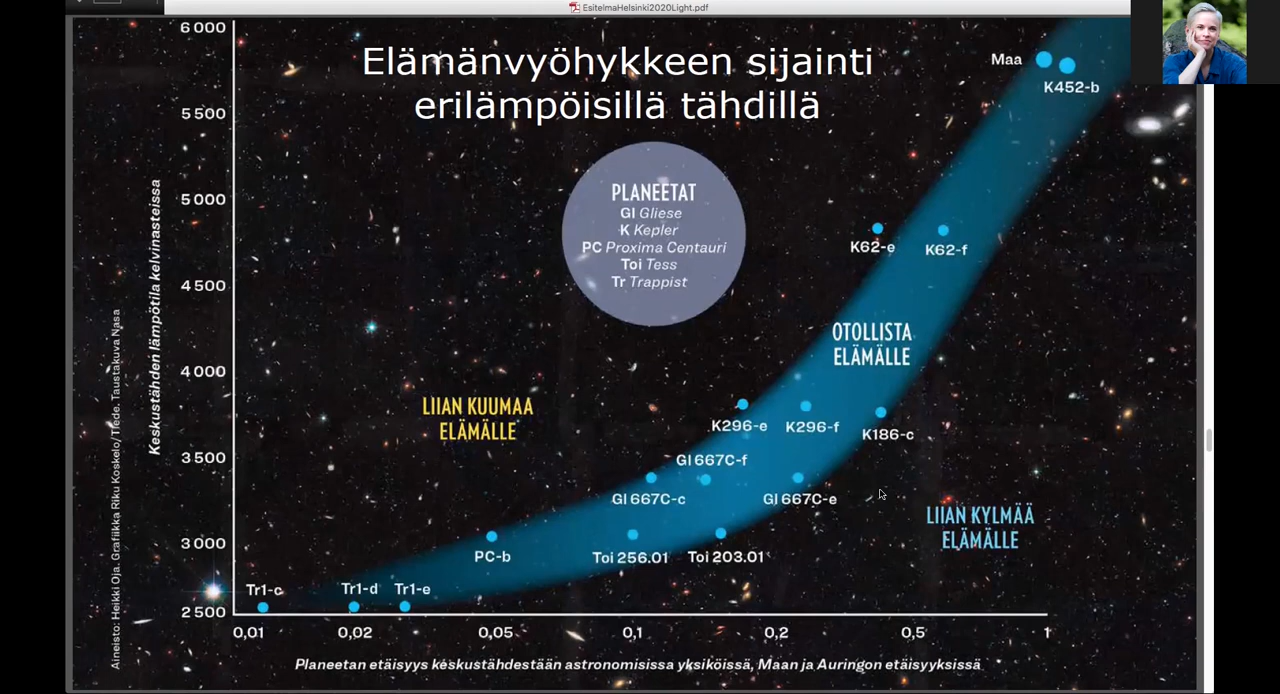 EsitelmaHelsinki2020Light.pdf
Elämänvyöhykkeen sijainti
erilämpöisillä tähdillä
6 000
5 500
5 000
4 500
4 000
3 500
3 000
2 500
Keskustähden lämpötila kelvinasteissa
Aineisto: Heikki Oja. Grafiikka Riku Koskelo/Tiede. Taustakuva Nasa
PLANEETAT
Gl Gliese
K Kepler
PC Proxima Centauri
Toi Tess
Tr Trappist
Maa
K452-b
K62-e
K62-f
OTOLLISTA
ELÄMÄLLE
LIIAN KUUMAA
ELÄMÄLLE
K296-e
K296-f
K186-c
Gl 667C-f
Gl 667C-c
Gl 667C-e
LIIAN KYLMÄÄ
ELÄMÄLLE
PC-b
Toi 256.01
Toi 203.01
Tr1-c
Tr1-d
Tr1-e
0,01
0,02
0,05
0,1
0,2
0,5
1
Planeetan etäisyys keskustähdestään astronomisissa yksiköissä, Maan ja Auringon etäisyyksissä